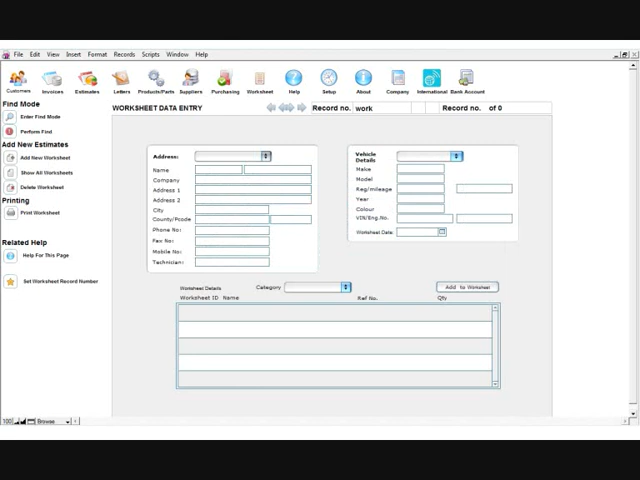 File Edit View Insert Format Records Scripts Window Help
Customers Invoices Estimates Letters Products/Parts Suppliers Purchasing Worksheet Help Setup About Company International Bank Account
Find Mode
WORKSHEET DATA ENTRY Record no. work Record no. of 0
Enter Find Mode
Perform Find
Add New Estimates
Add New Worksheet
Show All Worksheets
Delete Worksheet
Printing
Print Worksheet
Related Help
Help For This Page
Set Worksheet Record Number
Address:
Name
Company
Address 1
Address 2
City
County/Pcode
Phone No:
Fax No:
Mobile No:
Technician:
Vehicle
Details
Make
Model
Reg/mileage
Year
Colour
VIN/Eng.No.
Worksheet Date:
Worksheet Details Category Add to Worksheet
Worksheet ID Name Ref No. Qty
100 Browse